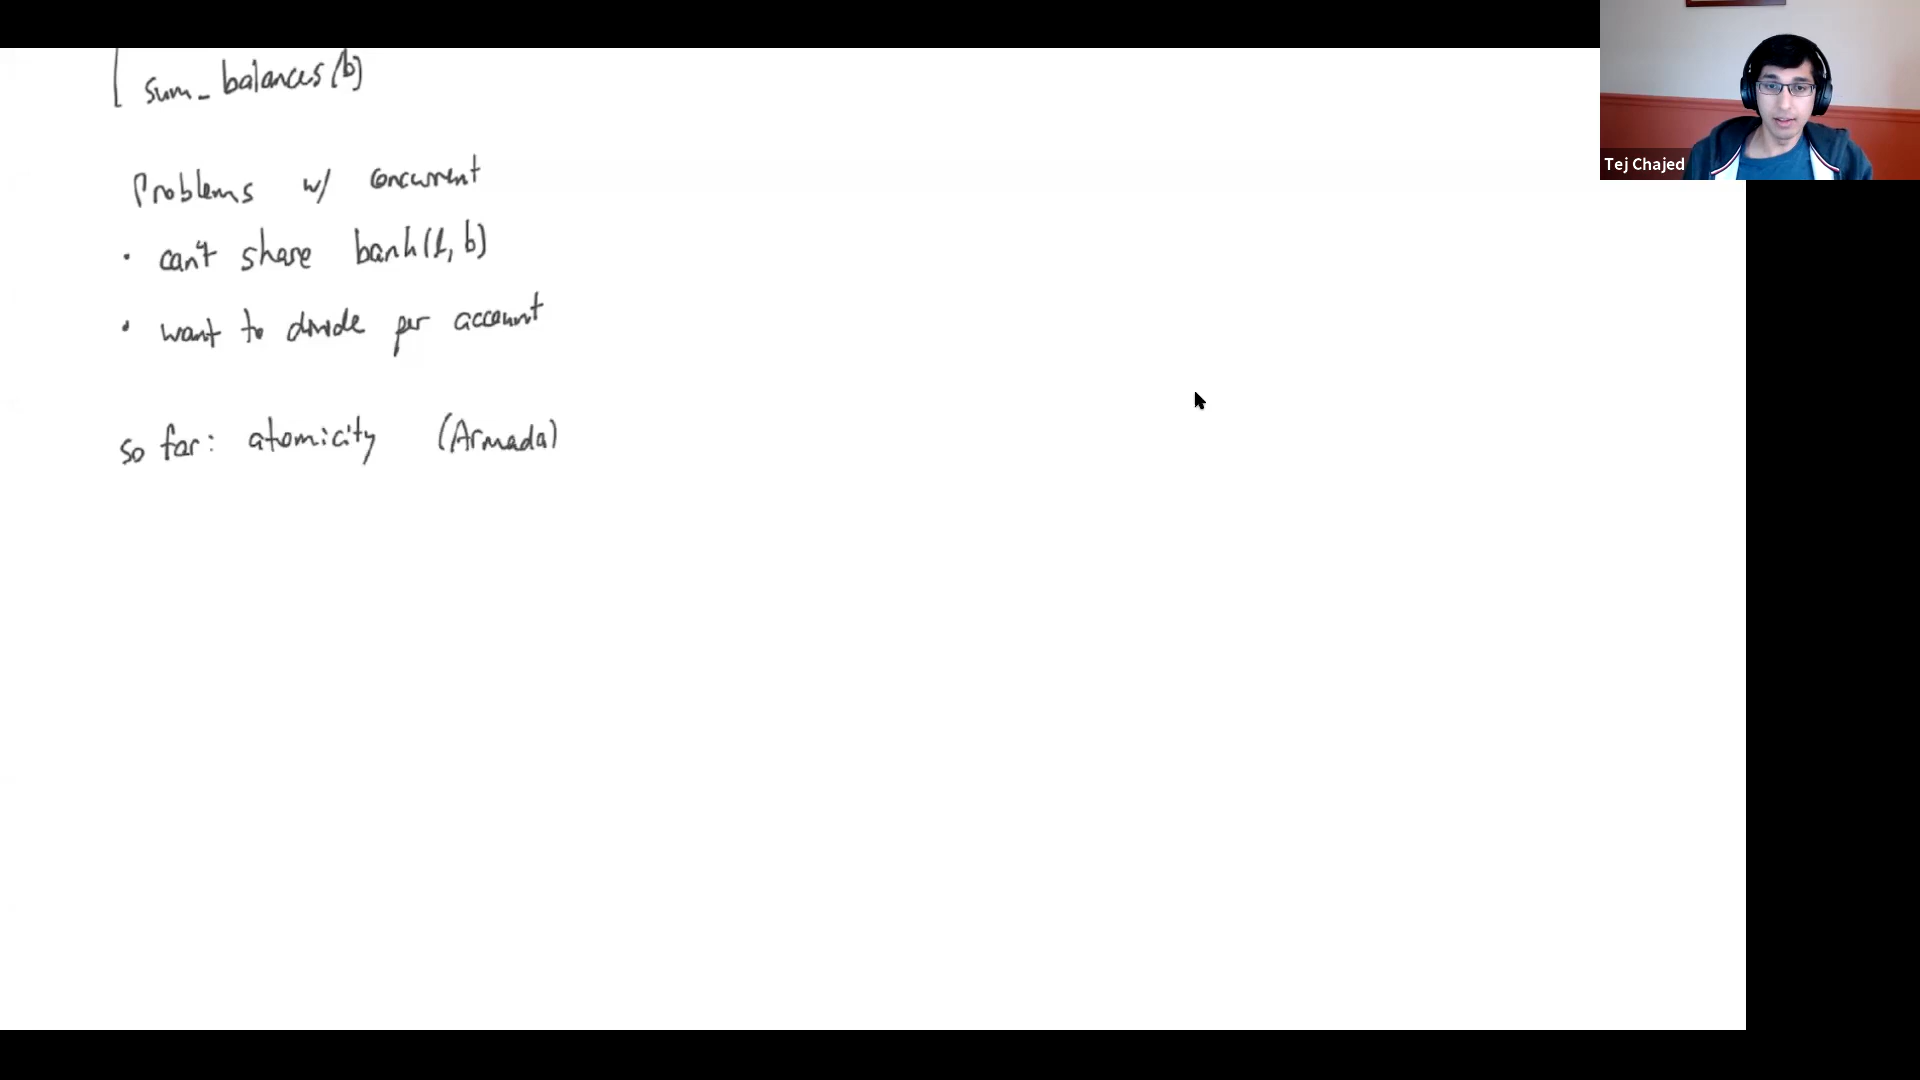 sum_balances(b)
Problems w/ concurrent
• can't share bank(l, b)
• want to divide per account
so far: atomicity (Armada)
Tej Chajed